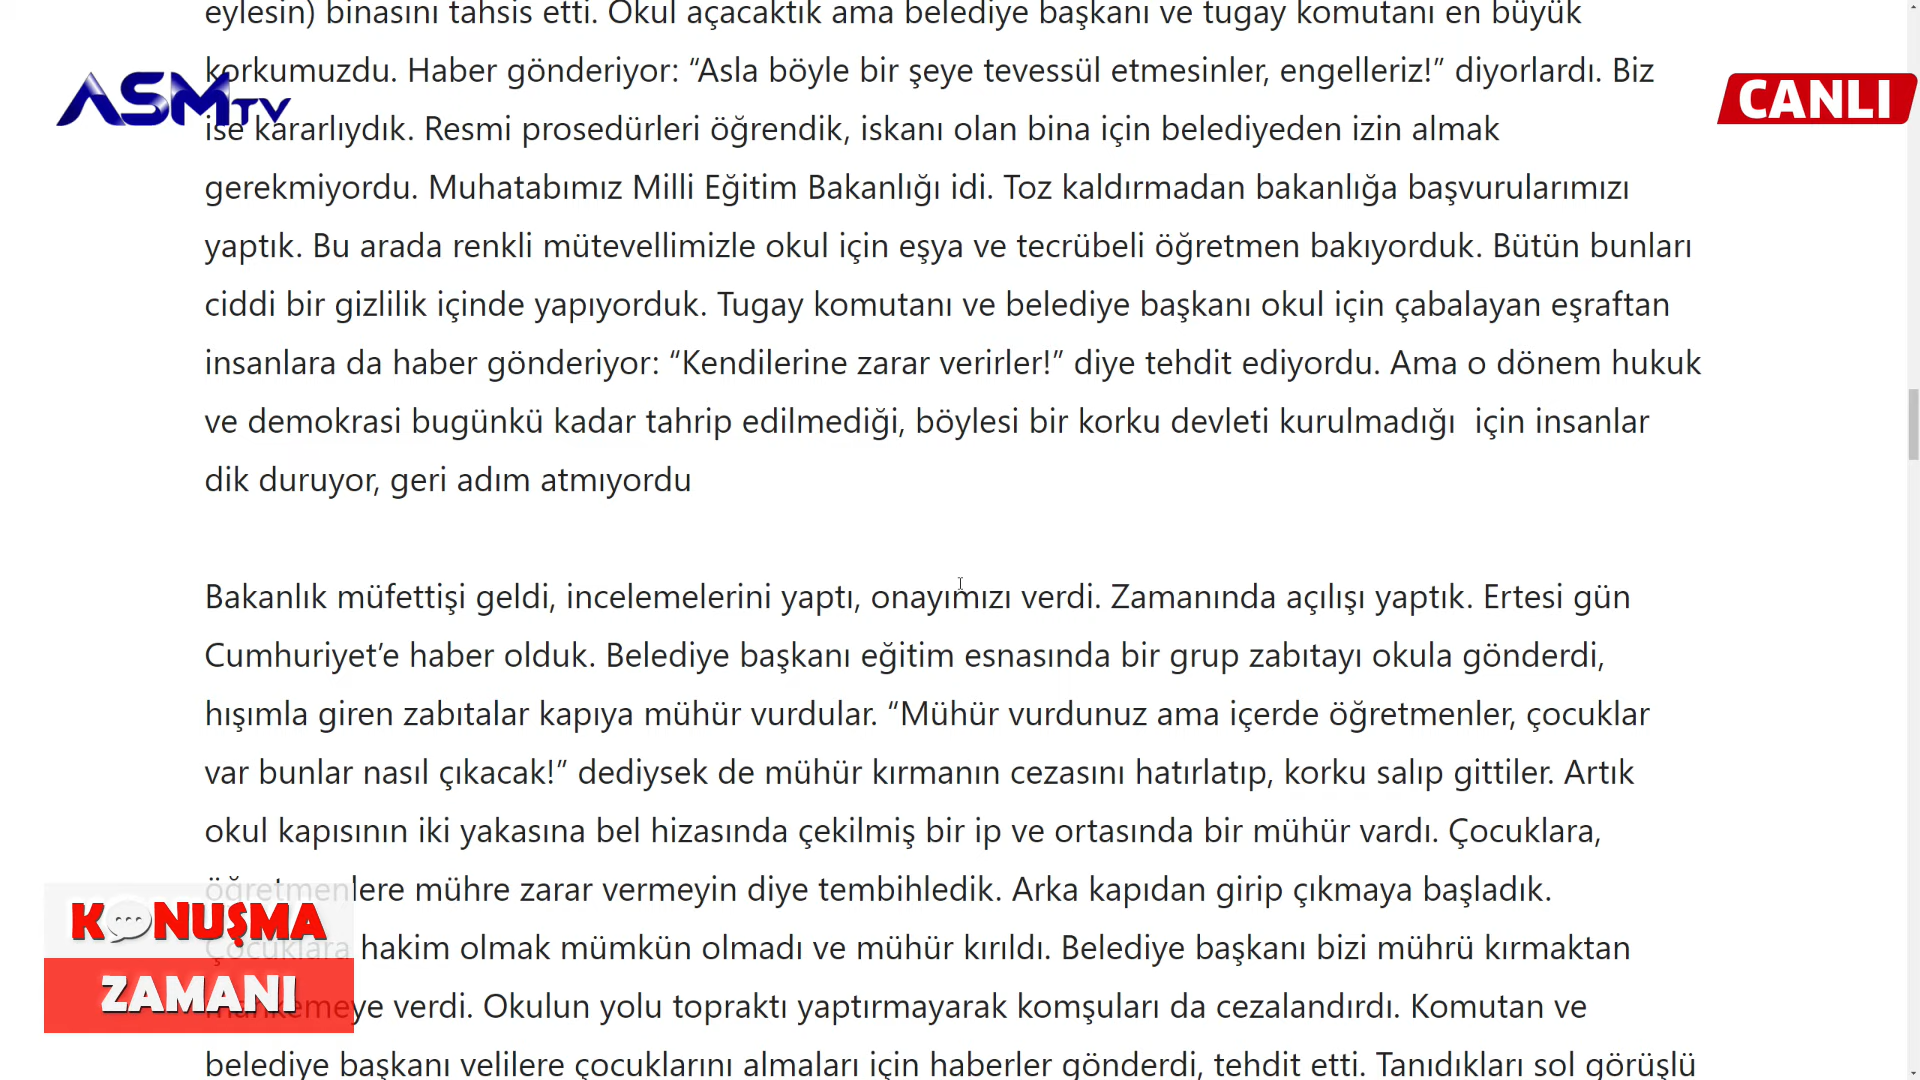 eylesin) binasını tahsis etti. Okul açacaktık ama belediye başkanı ve tugay komutanı en büyük
korkumuzdu. Haber gönderiyor: “Asla böyle bir şeye tevessül etmesinler, engelleriz!” diyorlardı. Biz
ASM TV
CANLI
ise kararlıydık. Resmi prosedürleri öğrendik, iskanı olan bina için belediyeden izin almak
gerekmiyordu. Muhatabımız Milli Eğitim Bakanlığı idi. Toz kaldırmadan bakanlığa başvurularımızı
yaptık. Bu arada renkli mütevellimizle okul için eşya ve tecrübeli öğretmen bakıyorduk. Bütün bunları
ciddi bir gizlilik içinde yapıyorduk. Tugay komutanı ve belediye başkanı okul için çabalayan eşraftan
insanlara da haber gönderiyor: “Kendilerine zarar verirler!” diye tehdit ediyordu. Ama o dönem hukuk
ve demokrasi bugünkü kadar tahrip edilmediği, böylesi bir korku devleti kurulmadığı  için insanlar
dik duruyor, geri adım atmıyordu
Bakanlık müfettişi geldi, incelemelerini yaptı, onayımızı verdi. Zamanında açılışı yaptık. Ertesi gün
Cumhuriyet’e haber olduk. Belediye başkanı eğitim esnasında bir grup zabıtayı okula gönderdi,
hışımla giren zabıtalar kapıya mühür vurdular. “Mühür vurdunuz ama içerde öğretmenler, çocuklar
var bunlar nasıl çıkacak!” dediysek de mühür kırmanın cezasını hatırlatıp, korku salıp gittiler. Artık
okul kapısının iki yakasına bel hizasında çekilmiş bir ip ve ortasında bir mühür vardı. Çocuklara,
öğretmenlere mühre zarar vermeyin diye tembihledik. Arka kapıdan girip çıkmaya başladık.
Çocuklara hakim olmak mümkün olmadı ve mühür kırıldı. Belediye başkanı bizi mührü kırmaktan
mahkemeye verdi. Okulun yolu topraktı yaptırmayarak komşuları da cezalandırdı. Komutan ve
belediye başkanı velilere çocuklarını almaları için haberler gönderdi, tehdit etti. Tanıdıkları sol görüşlü
KONUŞMA
ZAMANI